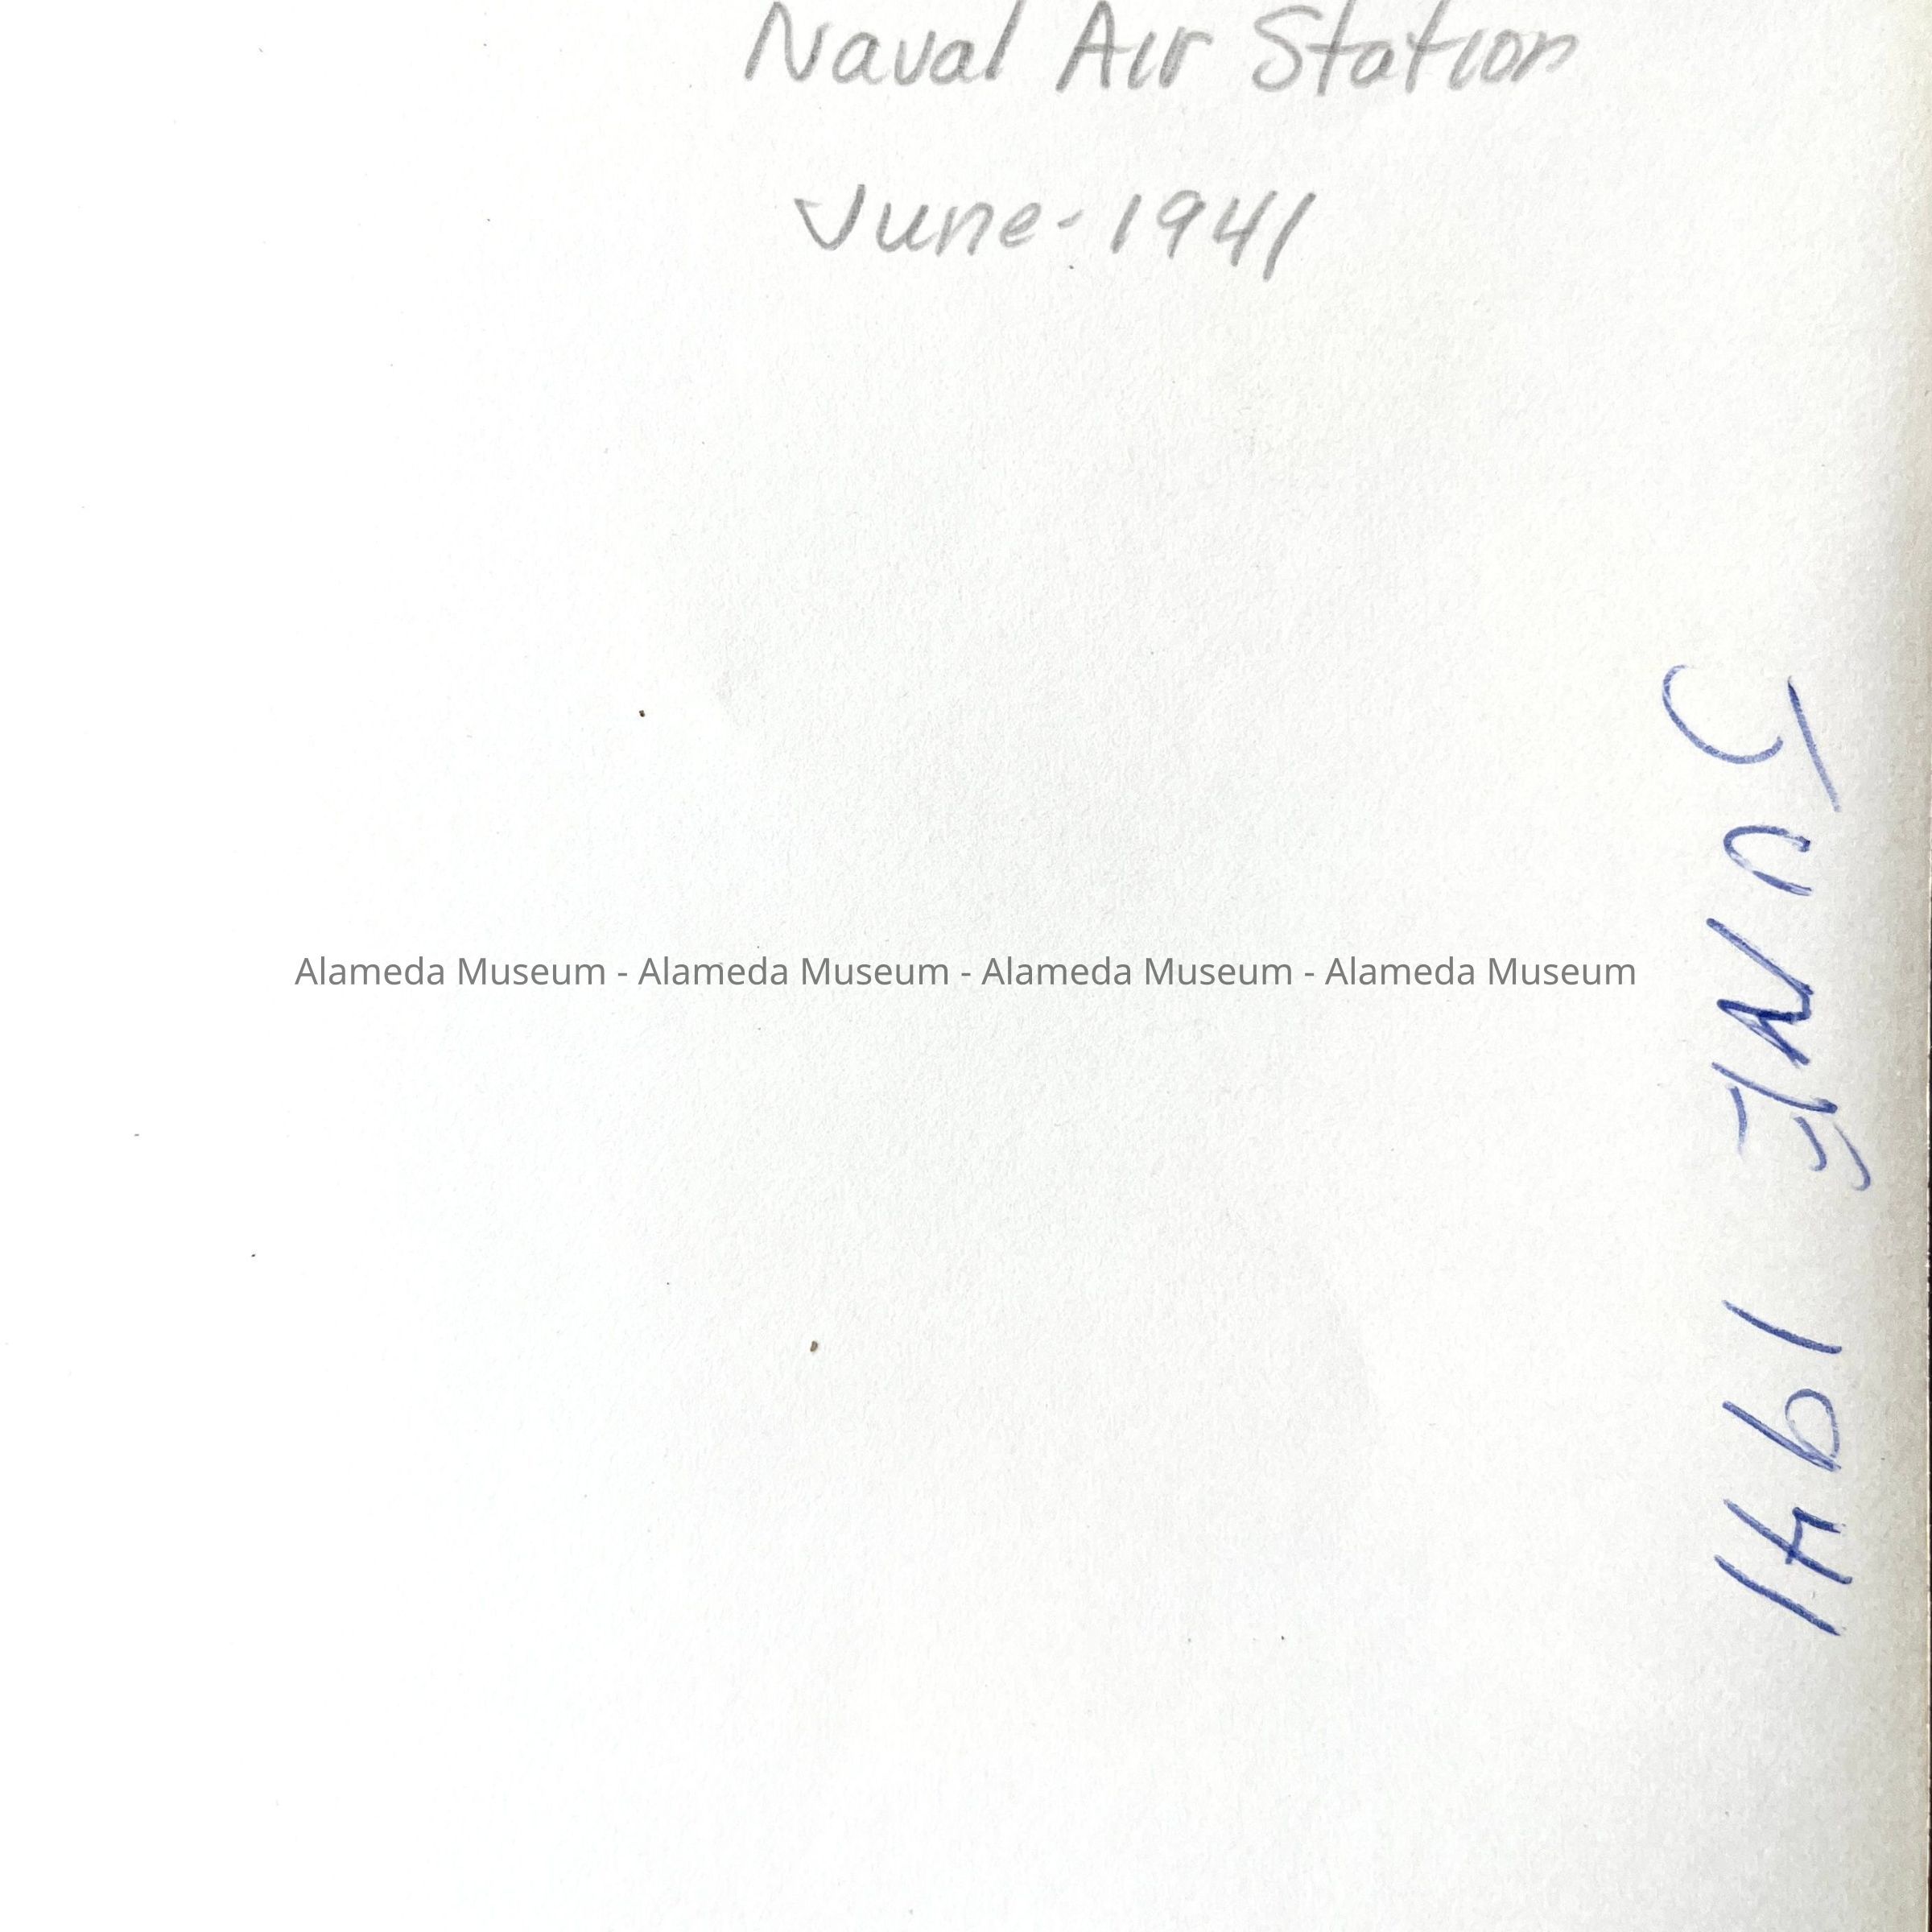 Naval Air Station
June-1941
JUNE 1941
Alameda Museum - Alameda Museum - Alameda Museum - Alameda Museum